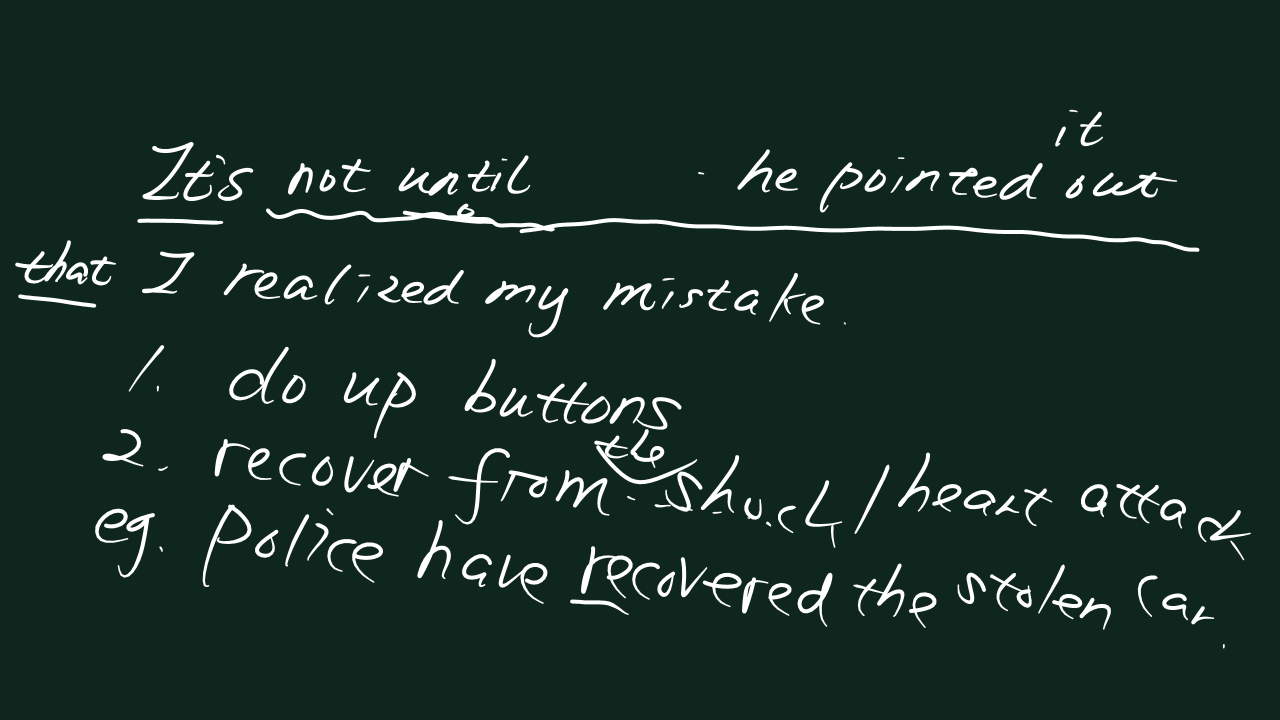 It's not until he pointed it out
that I realized my mistake.
1. do up buttons
2. recover from the shock / heart attack
eg. Police have recovered the stolen car.